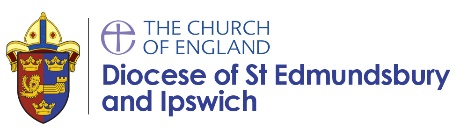 THE CHURCH
OF ENGLAND
Diocese of St Edmundsbury
and Ipswich